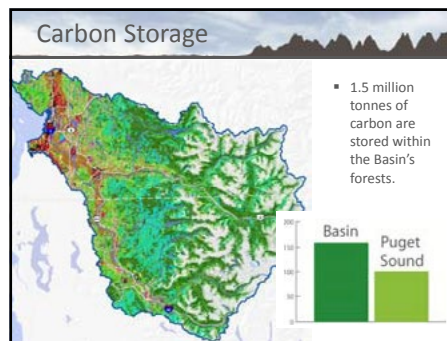 Carbon Storage
▪ 1.5 million
tonnes of
carbon are
stored within
the Basin's
forests.
200
150
100
50
0
Basin
Puget
Sound